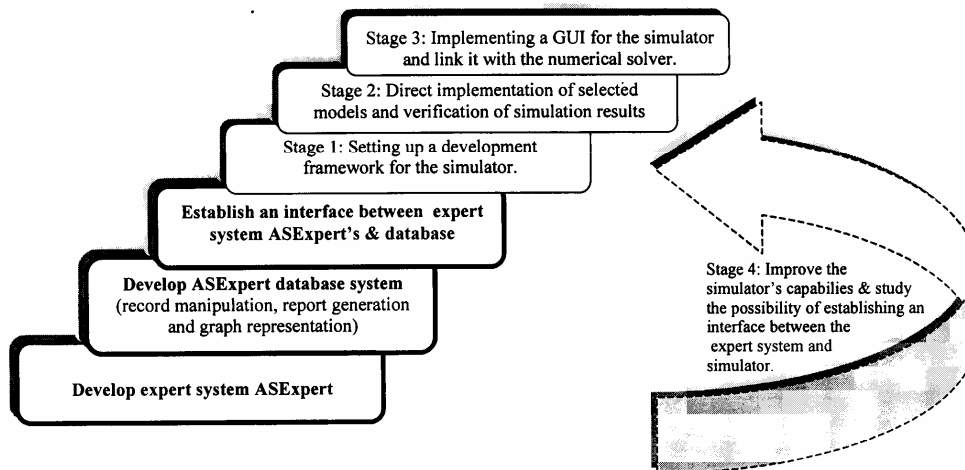 Stage 3: Implementing a GUI for the simulator
and link it with the numerical solver.
Stage 2: Direct implementation of selected
models and verification of simulation results
Stage 1: Setting up a development
framework for the simulator.
Establish an interface between expert
system ASExpert's & database
Develop ASExpert database system
(record manipulation, report generation
and graph representation)
Develop expert system ASExpert
Stage 4: Improve the
simulator's capabilies & study
the possibility of establishing an
interface between the
expert system and
simulator.